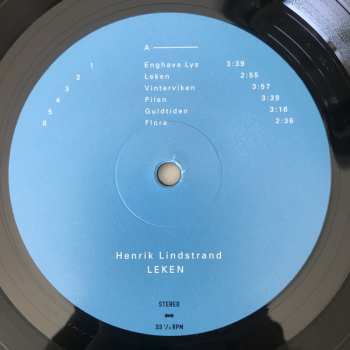 A
1 Enghave Lys 3:39
2 Leken 2:55
3 Vinterviken 3:57
4 Pilen 3:39
5 Guldtiden 3:16
6 Flora 2:36
Henrik Lindstrand
LEKEN
STEREO
33 ⅓ RPM